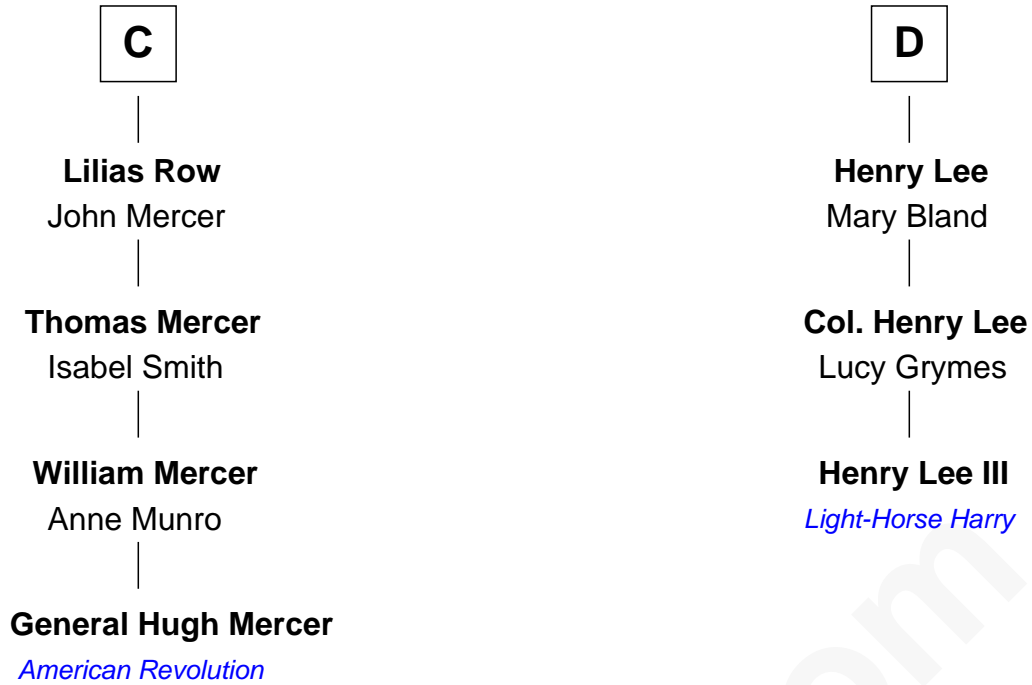 C
Lilias Row
John Mercer
Thomas Mercer
Isabel Smith
William Mercer
Anne Munro
General Hugh Mercer
American Revolution
D
Henry Lee
Mary Bland
Col. Henry Lee
Lucy Grymes
Henry Lee III
Light-Horse Harry
om